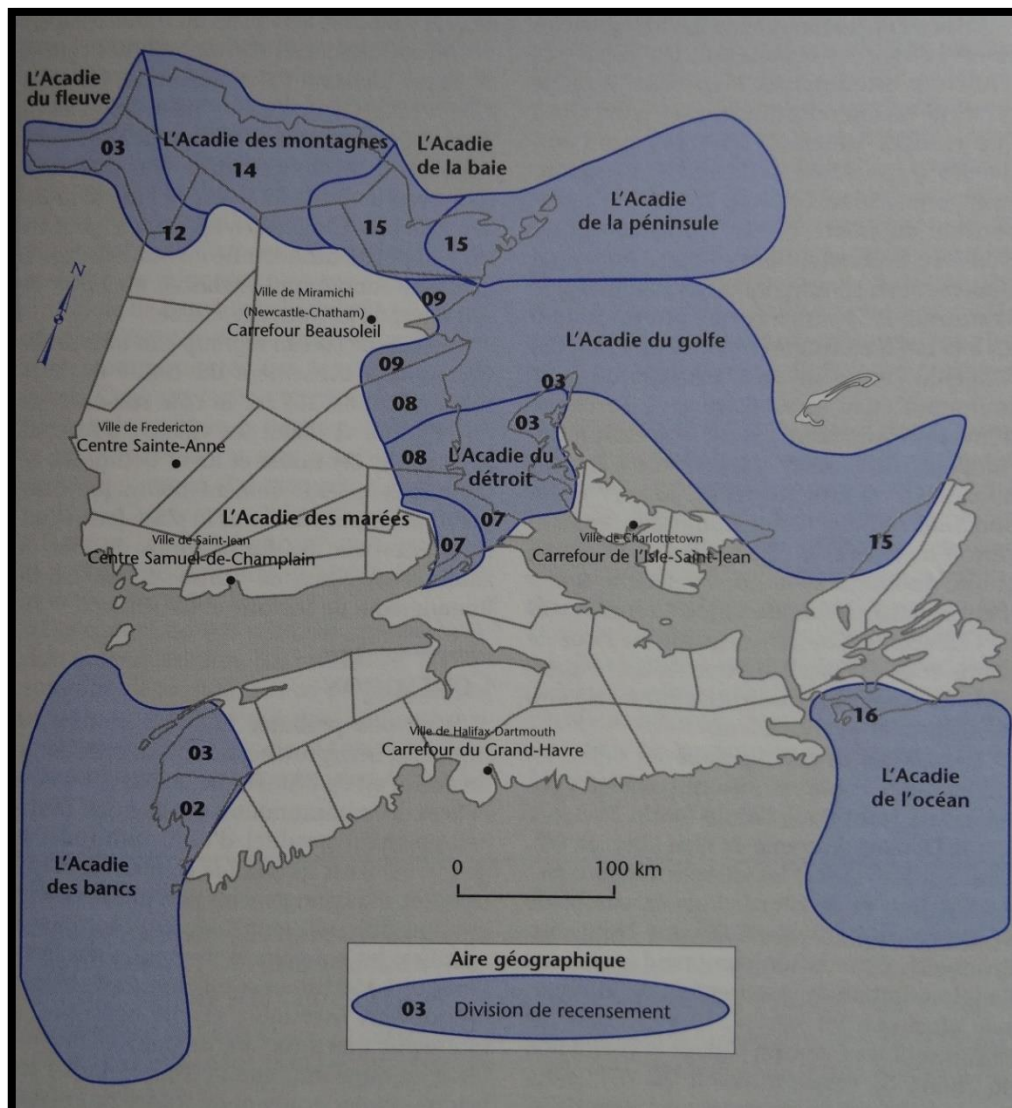 L'Acadie
du fleuve
03
L'Acadie des montagnes
14
12
L'Acadie
de la baie
15
15
L'Acadie
de la péninsule
N
Ville de Miramichi
(Newcastle-Chatham)
Carrefour Beausoleil
09
L'Acadie du golfe
09
08
03
03
Ville de Fredericton
Centre Sainte-Anne
08
L'Acadie du
détroit
L'Acadie des marées
07
07
Ville de Saint-Jean
Centre Samuel-de-Champlain
Ville de Charlottetown
Carrefour de l'Isle-Saint-Jean
15
03
02
Ville de Halifax-Dartmouth
Carrefour du Grand-Havre
16
L'Acadie
de l'océan
L'Acadie
des bancs
0 100 km
Aire géographique
03 Division de recensement